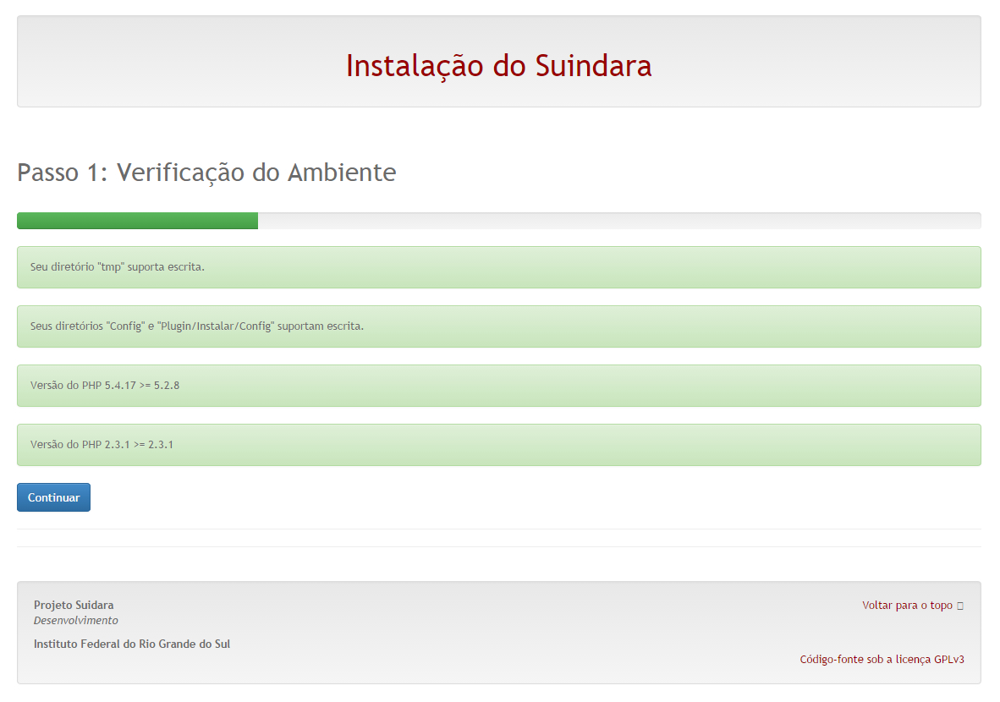 Instalação do Suindara
Passo 1: Verificação do Ambiente
Seu diretório "tmp" suporta escrita.
Seus diretórios "Config" e "Plugin/Instalar/Config" suportam escrita.
Versão do PHP 5.4.17 >= 5.2.8
Versão do PHP 2.3.1 >= 2.3.1
Continuar
Projeto Suidara
Desenvolvimento
Instituto Federal do Rio Grande do Sul
Voltar para o topo
Código-fonte sob a licença GPLv3